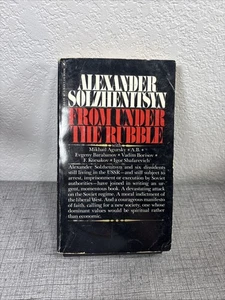 ALEXANDER
SOLZHENITSYN
FROM UNDER
THE RUBBLE
Mikhail Agursky • A.B. •
Evgeny Barabanov • Vadim Borisov •
F. Korsakov • Igor Shafarevich
Alexander Solzhenitsyn and six dissidents
still living in the USSR—and still subject to
arrest, imprisonment or execution by Soviet
authorities—have joined in writing an ur-
gent, momentous book. A devastating attack
on the Soviet regime. A moral indictment of
the liberal West. And a courageous manifesto
of faith, calling for a new society, one whose
dominant values would be spiritual rather
than economic.